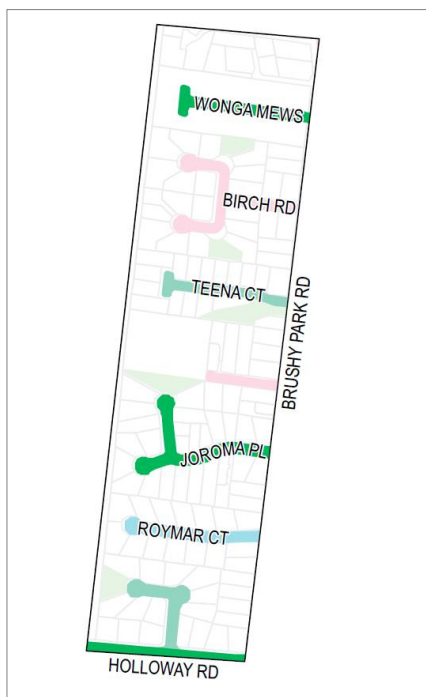 WONGA MEWS
BIRCH RD
TEENA CT
BRUSHY PARK RD
JOROMA PL
ROYMAR CT
HOLLOWAY RD